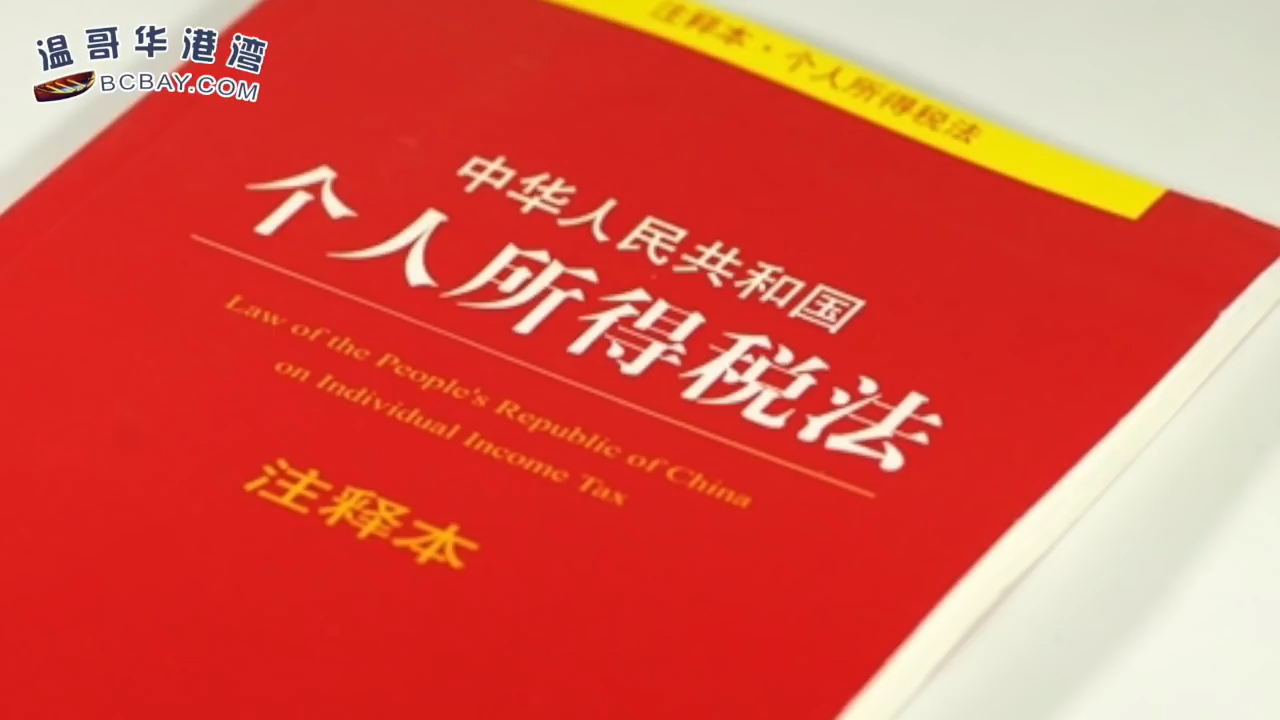 温哥华港湾
BCBAY.COM
注释本·个人所得税法
中华人民共和国
个人所得税法
Law of the People's Republic of China
on Individual Income Tax
注释本